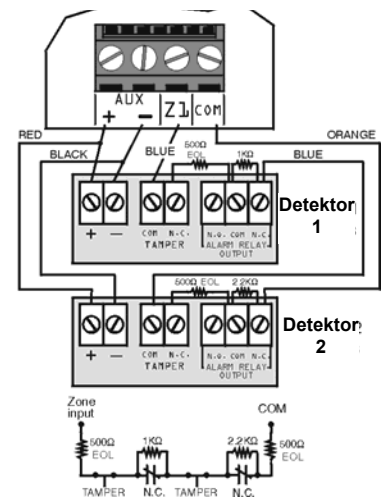 AUX
+ − Z1 COM
RED
ORANGE
BLACK
BLUE
500Ω
EOL
1KΩ
BLUE
+ −
COM N.C.
TAMPER
N.O. COM N.C.
ALARM RELAY
OUTPUT
Detektor
1
500Ω EOL
2.2KΩ
+ −
COM N.C.
TAMPER
N.O. COM N.C.
ALARM RELAY
OUTPUT
Detektor
2
Zone
input
COM
500Ω
EOL
1KΩ
2.2KΩ
500Ω
EOL
TAMPER
N.C.
TAMPER
N.C.